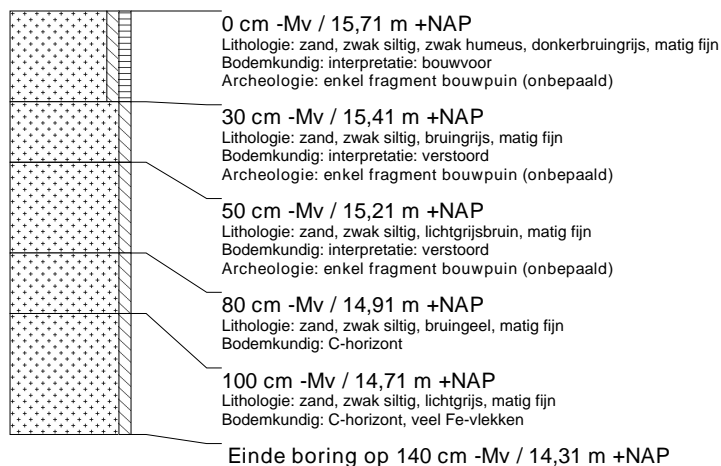 0 cm -Mv / 15,71 m +NAP
Lithologie: zand, zwak siltig, zwak humeus, donkerbruingrijs, matig fijn
Bodemkundig: interpretatie: bouwvoor
Archeologie: enkel fragment bouwpuin (onbepaald)
30 cm -Mv / 15,41 m +NAP
Lithologie: zand, zwak siltig, bruingrijs, matig fijn
Bodemkundig: interpretatie: verstoord
Archeologie: enkel fragment bouwpuin (onbepaald)
50 cm -Mv / 15,21 m +NAP
Lithologie: zand, zwak siltig, lichtgrijsbruin, matig fijn
Bodemkundig: interpretatie: verstoord
Archeologie: enkel fragment bouwpuin (onbepaald)
80 cm -Mv / 14,91 m +NAP
Lithologie: zand, zwak siltig, bruingeel, matig fijn
Bodemkundig: C-horizont
100 cm -Mv / 14,71 m +NAP
Lithologie: zand, zwak siltig, lichtgrijs, matig fijn
Bodemkundig: C-horizont, veel Fe-vlekken
Einde boring op 140 cm -Mv / 14,31 m +NAP